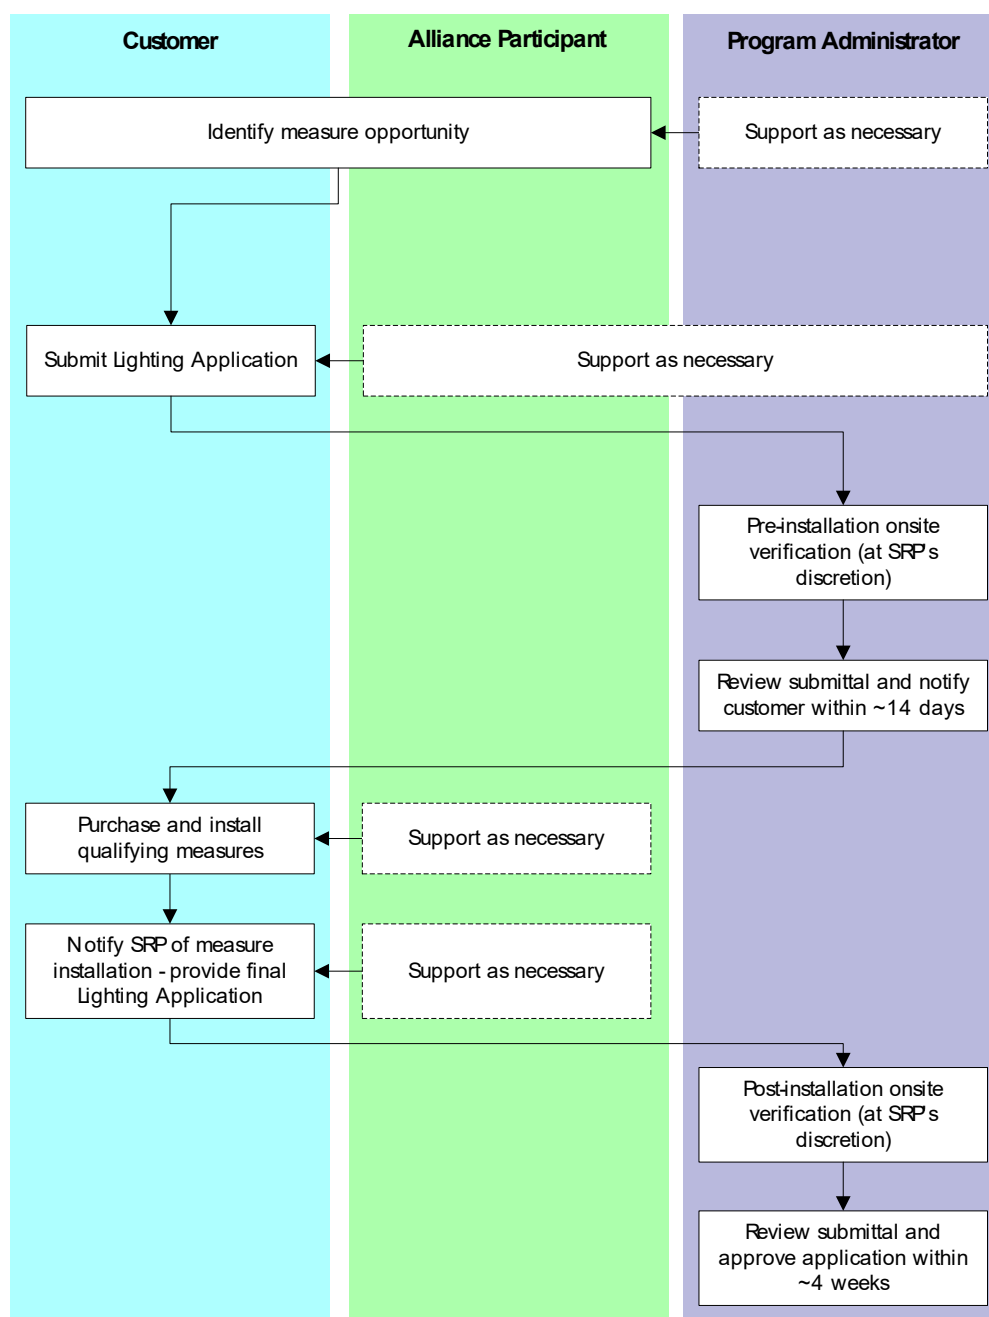 Customer
Alliance Participant
Program Administrator
Identify measure opportunity
Support as necessary
Submit Lighting Application
Support as necessary
Pre-installation onsite
verification (at SRP's
discretion)
Review submittal and notify
customer within ~14 days
Purchase and install
qualifying measures
Support as necessary
Notify SRP of measure
installation - provide final
Lighting Application
Support as necessary
Post-installation onsite
verification (at SRP's
discretion)
Review submittal and
approve application within
~4 weeks